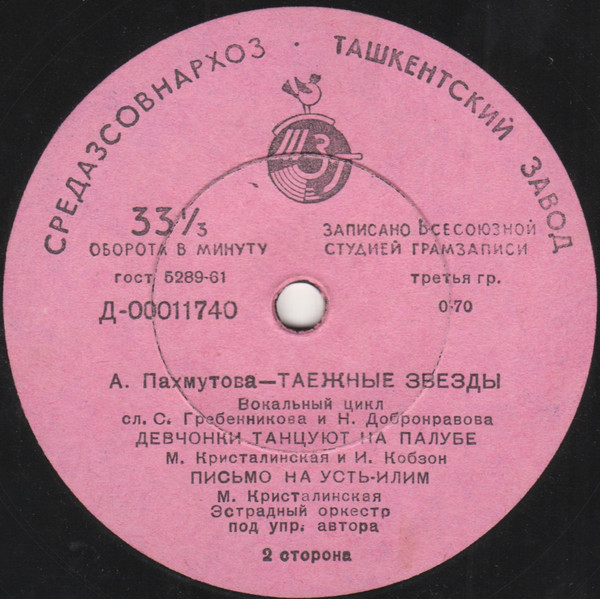 СРЕДАЗСОВНАРХОЗ · ТАШКЕНТСКИЙ ЗАВОД
ТЗГ
33⅓
ОБОРОТА В МИНУТУ
ЗАПИСАНО ВСЕСОЮЗНОЙ
СТУДИЕЙ ГРАМЗАПИСИ
ГОСТ 5289-61
третья гр.
Д-00011740
0-70
А. Пахмутова—ТАЕЖНЫЕ ЗВЕЗДЫ
Вокальный цикл
сл. С. Гребенникова и Н. Добронравова
ДЕВЧОНКИ ТАНЦУЮТ НА ПАЛУБЕ
М. Кристалинская и И. Кобзон
ПИСЬМО НА УСТЬ-ИЛИМ
М. Кристалинская
Эстрадный оркестр
под упр. автора
2 сторона